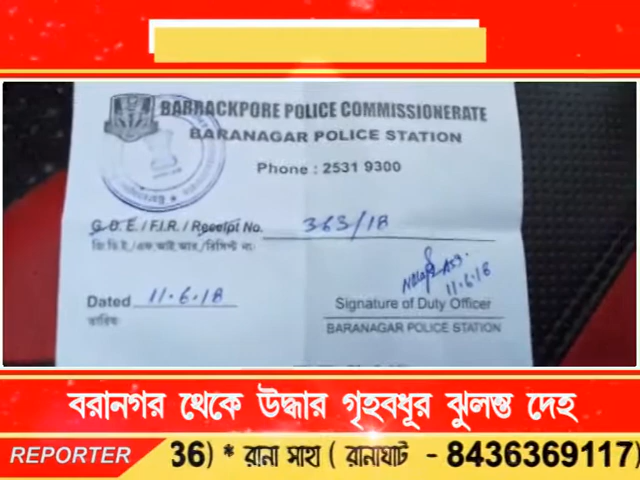 BARRACKPORE POLICE COMMISSIONERATE
BARANAGAR POLICE STATION
Phone : 2531 9300
G.D.E. / F.I.R. / Receipt No. 363/18
জি ডি ই/এফ আই আর/রিসিপ্ট নং
Dated 11.6.18
তারিখ
11.6.18
Signature of Duty Officer
BARANAGAR POLICE STATION
বরানগর থেকে উদ্ধার গৃহবধূর ঝুলন্ত দেহ
REPORTER
36) * রানা সাহা ( রানাঘাট - 8436369117)